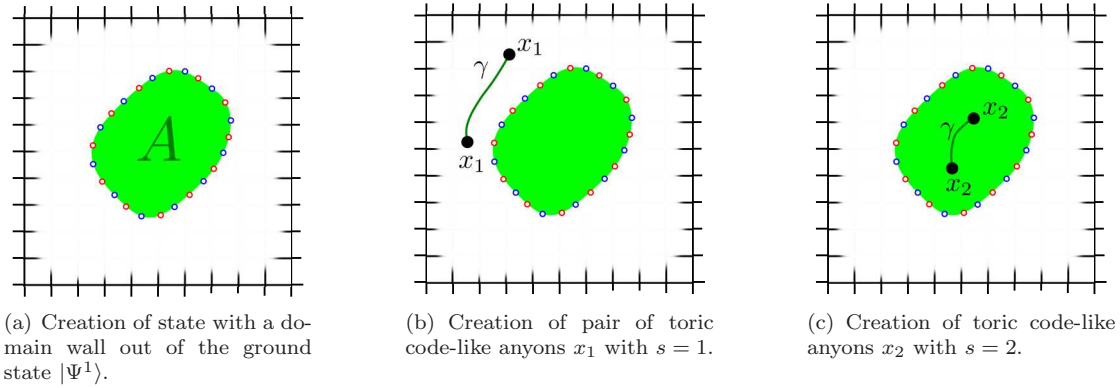 A
x₁
γ
x₁
x₂
γ
x₂
(a) Creation of state with a do-
main wall out of the ground
state |Ψ¹⟩.
(b) Creation of pair of toric
code-like anyons x₁ with s = 1.
(c) Creation of toric code-like
anyons x₂ with s = 2.